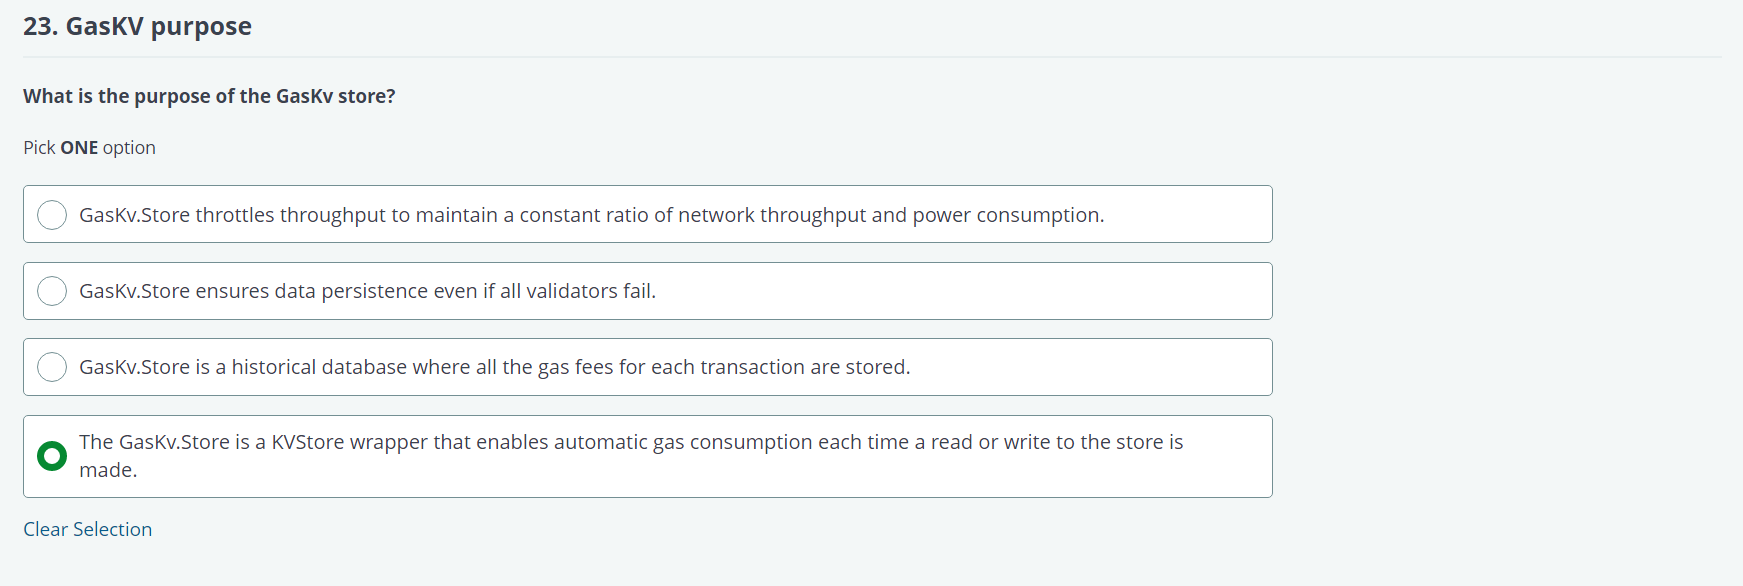 23. GasKV purpose
What is the purpose of the GasKv store?
Pick ONE option
GasKv.Store throttles throughput to maintain a constant ratio of network throughput and power consumption.
GasKv.Store ensures data persistence even if all validators fail.
GasKv.Store is a historical database where all the gas fees for each transaction are stored.
The GasKv.Store is a KVStore wrapper that enables automatic gas consumption each time a read or write to the store is
made.
Clear Selection